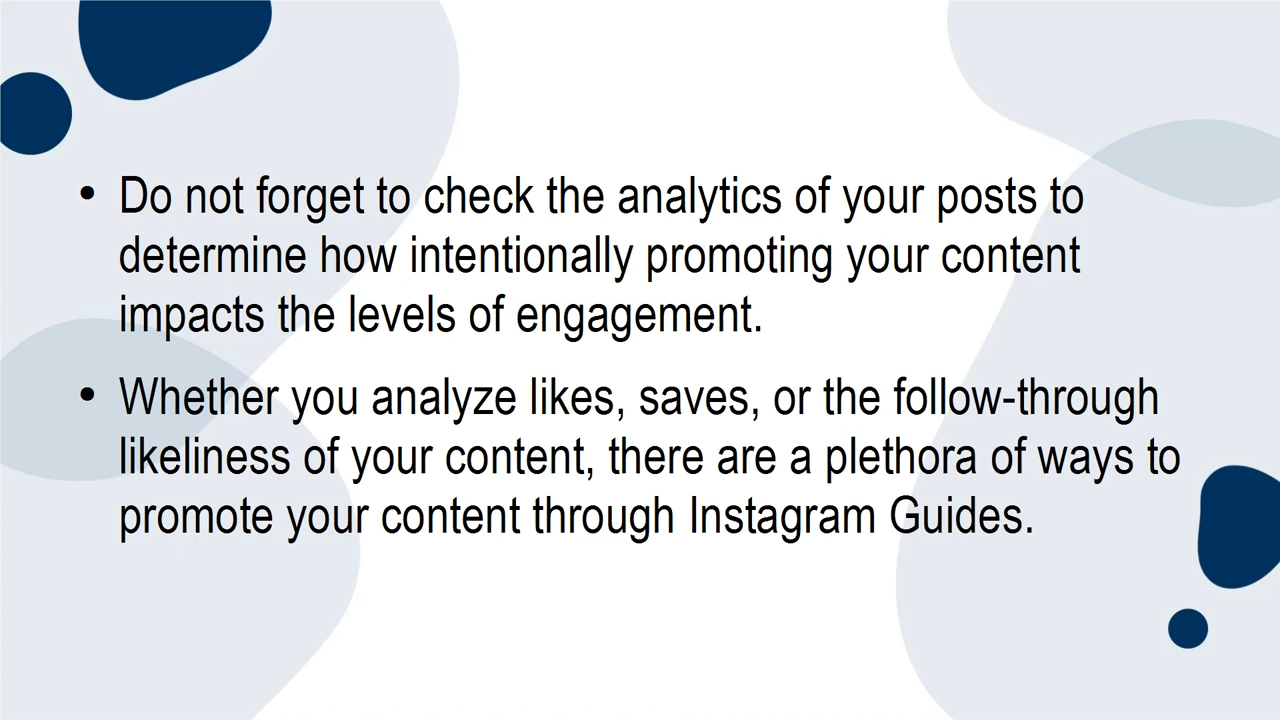 • Do not forget to check the analytics of your posts to
determine how intentionally promoting your content
impacts the levels of engagement.
• Whether you analyze likes, saves, or the follow-through
likeliness of your content, there are a plethora of ways to
promote your content through Instagram Guides.